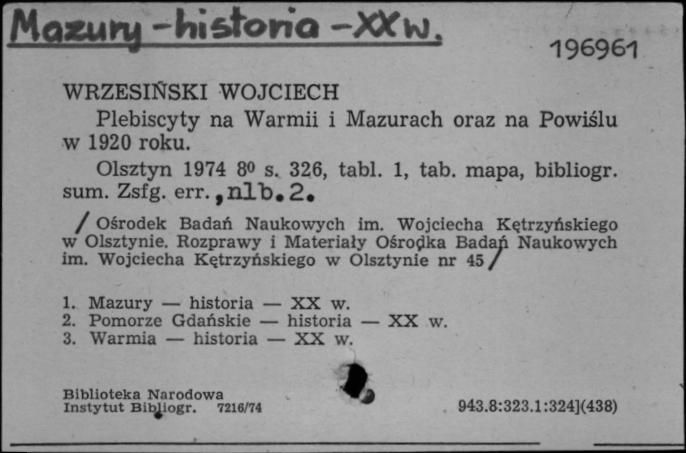 Mazury - historia - XX w.
196961
WRZESIŃSKI WOJCIECH
Plebiscyty na Warmii i Mazurach oraz na Powiślu
w 1920 roku.
Olsztyn 1974 8⁰ s. 326, tabl. 1, tab. mapa, bibliogr.
sum. Zsfg. err. , nlb. 2.
/ Ośrodek Badań Naukowych im. Wojciecha Kętrzyńskiego
w Olsztynie. Rozprawy i Materiały Ośrodka Badań Naukowych
im. Wojciecha Kętrzyńskiego w Olsztynie nr 45 /
1. Mazury — historia — XX w.
2. Pomorze Gdańskie — historia — XX w.
3. Warmia — historia — XX w.
Biblioteka Narodowa
Instytut Bibliogr. 7216/74
943.8:323.1:324](438)